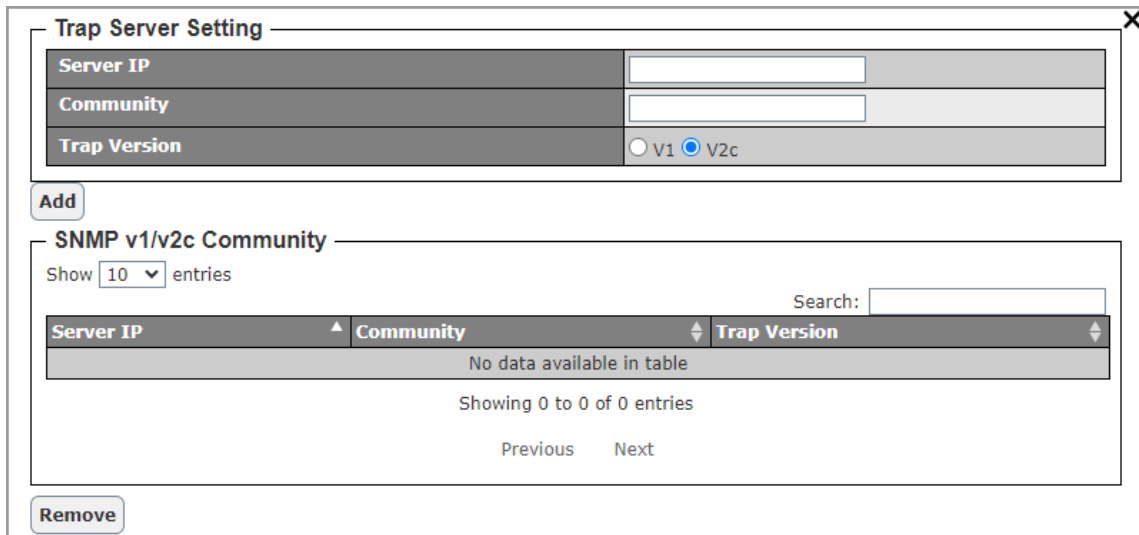 Trap Server Setting
Server IP
Community
Trap Version V1 V2c
Add
SNMP v1/v2c Community
Show 10 entries
Search:
Server IP Community Trap Version
No data available in table
Showing 0 to 0 of 0 entries
Previous Next
Remove